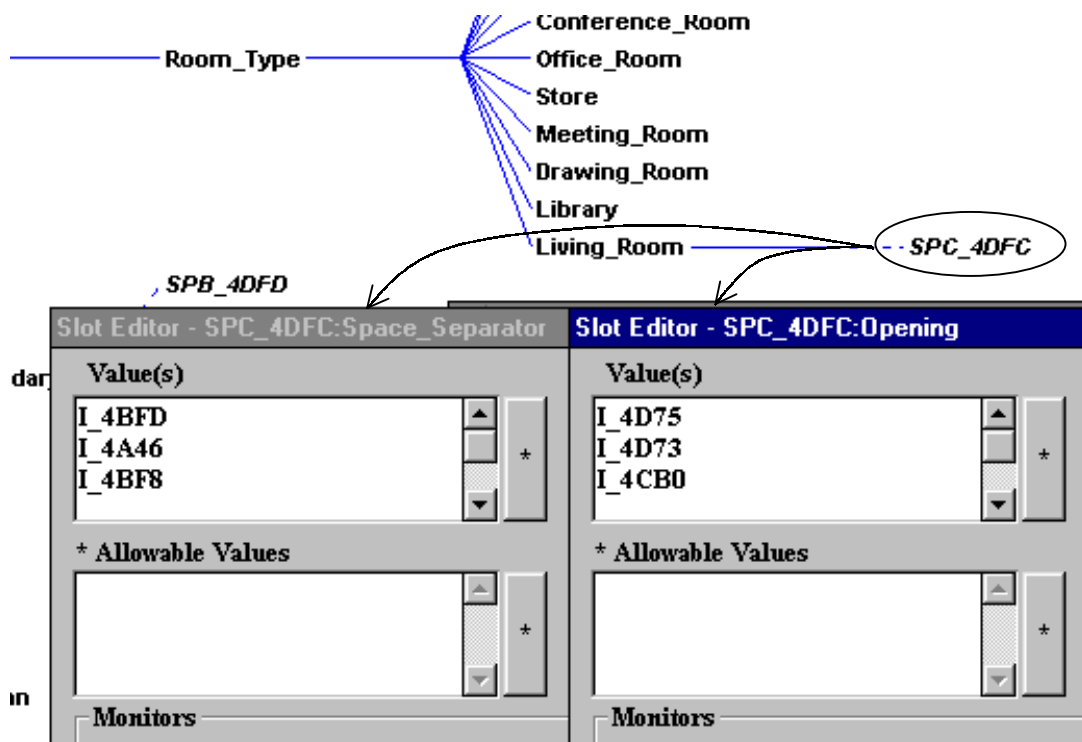 Conference_Room
Room_Type
Office_Room
Store
Meeting_Room
Drawing_Room
Library
Living_Room
SPC_4DFC
SPB_4DFD
Slot Editor - SPC_4DFC:Space_Separator
Slot Editor - SPC_4DFC:Opening
dar
Value(s)
I_4BFD
I_4A46
I_4BF8
*
Value(s)
I_4D75
I_4D73
I_4CB0
*
* Allowable Values
*
* Allowable Values
*
Monitors
Monitors